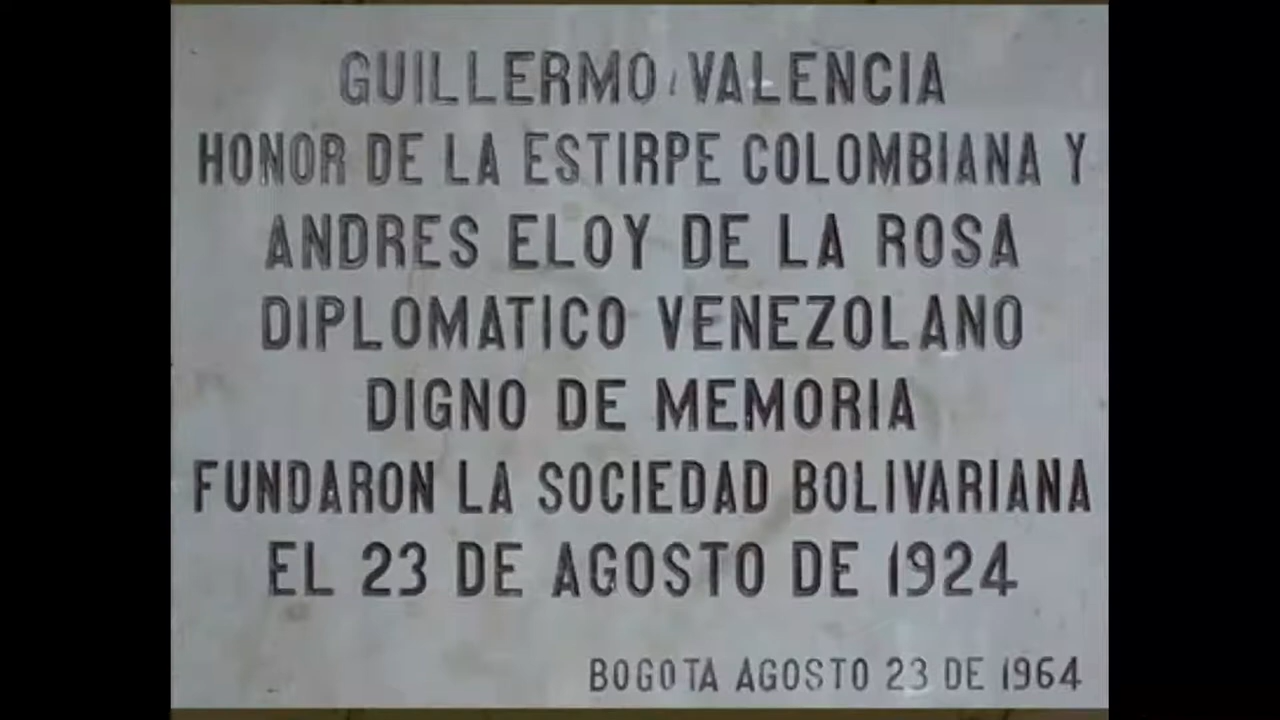 GUILLERMO VALENCIA
HONOR DE LA ESTIRPE COLOMBIANA Y
ANDRES ELOY DE LA ROSA
DIPLOMATICO VENEZOLANO
DIGNO DE MEMORIA
FUNDARON LA SOCIEDAD BOLIVARIANA
EL 23 DE AGOSTO DE 1924
BOGOTA AGOSTO 23 DE 1964